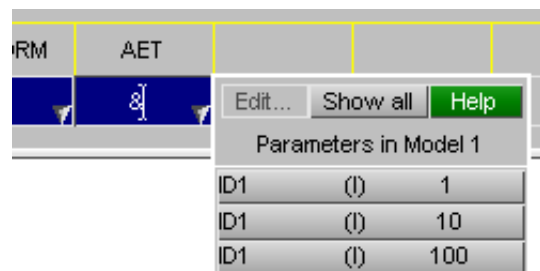 RM AET
&
Edit... Show all Help
Parameters in Model 1
ID1 (I) 1
ID1 (I) 10
ID1 (I) 100